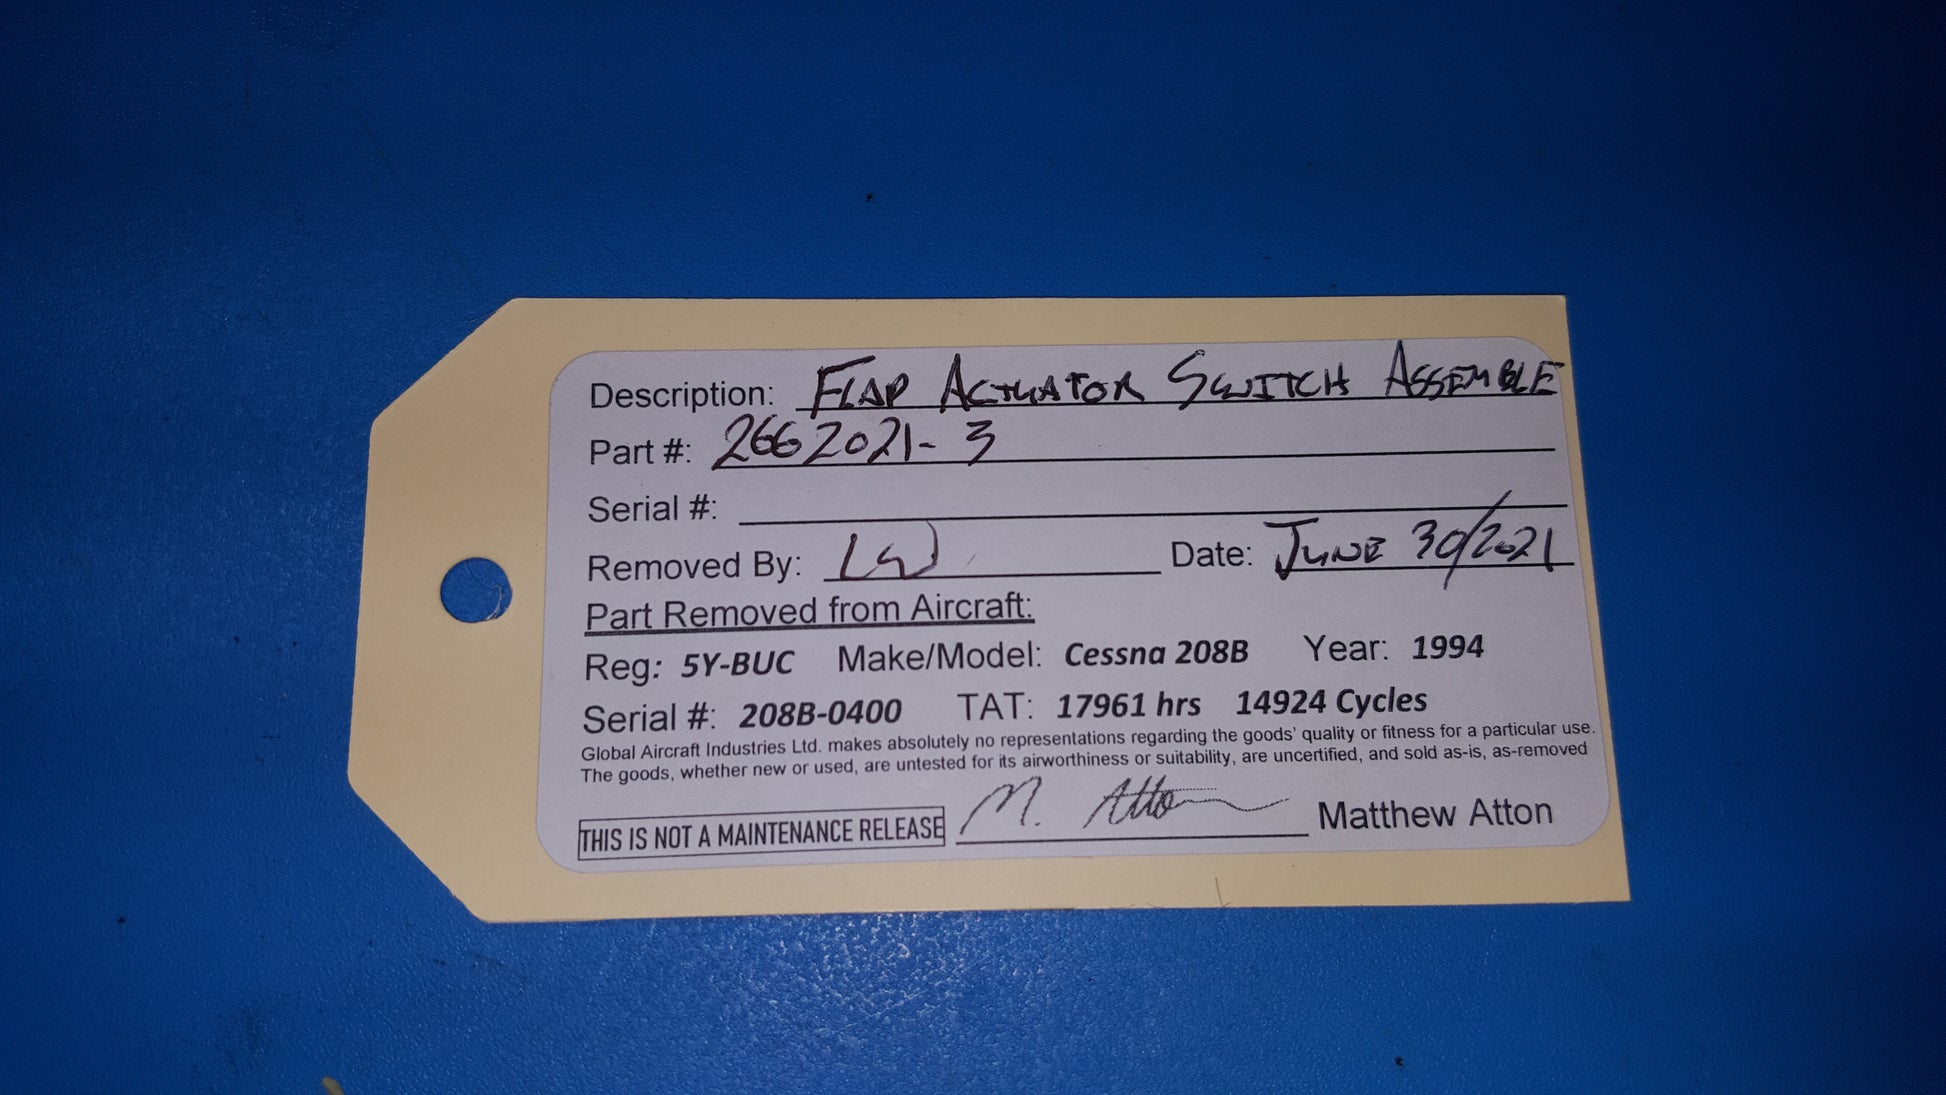 Description: FLAP ACTUATOR SWITCH ASSEMBLE
Part #: 2662021-3
Serial #:
Removed By: LW Date: JUNE 30/2021
Part Removed from Aircraft:
Reg: 5Y-BUC Make/Model: Cessna 208B Year: 1994
Serial #: 208B-0400 TAT: 17961 hrs 14924 Cycles
Global Aircraft Industries Ltd. makes absolutely no representations regarding the goods' quality or fitness for a particular use.
The goods, whether new or used, are untested for its airworthiness or suitability, are uncertified, and sold as-is, as-removed
THIS IS NOT A MAINTENANCE RELEASE M. Atton Matthew Atton